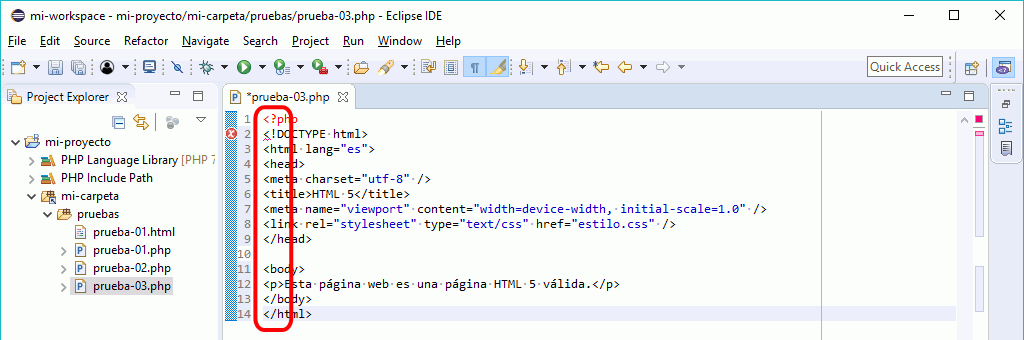 mi-workspace - mi-proyecto/mi-carpeta/pruebas/prueba-03.php - Eclipse IDE
File Edit Source Refactor Navigate Search Project Run Window Help
Quick Access
Project Explorer
mi-proyecto
PHP Language Library [PHP 7
PHP Include Path
mi-carpeta
pruebas
prueba-01.html
prueba-01.php
prueba-02.php
prueba-03.php
*prueba-03.php
1 <?php
2 <!DOCTYPE·html>
3 <html·lang="es">
4 <head>
5 <meta·charset="utf-8"·/>
6 <title>HTML·5</title>
7 <meta·name="viewport"·content="width=device-width,·initial-scale=1.0"·/>
8 <link·rel="stylesheet"·type="text/css"·href="estilo.css"·/>
9 </head>
10
11 <body>
12 <p>Esta·página·web·es·una·página·HTML·5·válida.</p>
13 </body>
14 </html>